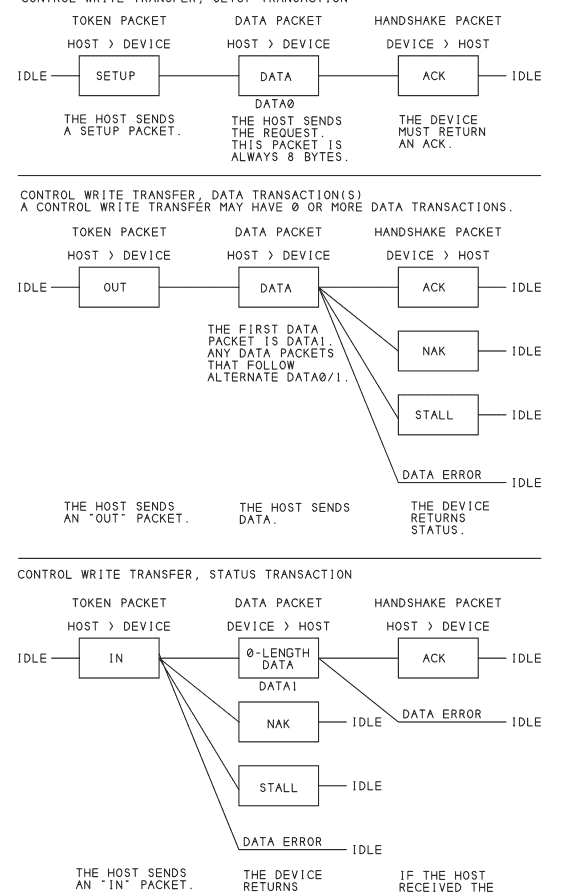 CONTROL WRITE TRANSFER, SETUP TRANSACTION
TOKEN PACKET DATA PACKET HANDSHAKE PACKET
HOST > DEVICE HOST > DEVICE DEVICE > HOST
IDLE SETUP DATA ACK IDLE
DATA0
THE HOST SENDS
A SETUP PACKET.
THE HOST SENDS
THE REQUEST.
THIS PACKET IS
ALWAYS 8 BYTES.
THE DEVICE
MUST RETURN
AN ACK.
CONTROL WRITE TRANSFER, DATA TRANSACTION(S)
A CONTROL WRITE TRANSFER MAY HAVE 0 OR MORE DATA TRANSACTIONS.
TOKEN PACKET DATA PACKET HANDSHAKE PACKET
HOST > DEVICE HOST > DEVICE DEVICE > HOST
IDLE OUT DATA ACK IDLE
THE FIRST DATA
PACKET IS DATA1.
ANY DATA PACKETS
THAT FOLLOW
ALTERNATE DATA0/1.
NAK IDLE
STALL IDLE
DATA ERROR IDLE
THE HOST SENDS
AN "OUT" PACKET.
THE HOST SENDS
DATA.
THE DEVICE
RETURNS
STATUS.
CONTROL WRITE TRANSFER, STATUS TRANSACTION
TOKEN PACKET DATA PACKET HANDSHAKE PACKET
HOST > DEVICE DEVICE > HOST HOST > DEVICE
IDLE IN 0-LENGTH DATA ACK IDLE
DATA1
NAK IDLE DATA ERROR IDLE
STALL IDLE
DATA ERROR IDLE
THE HOST SENDS
AN "IN" PACKET.
THE DEVICE
RETURNS
IF THE HOST
RECEIVED THE